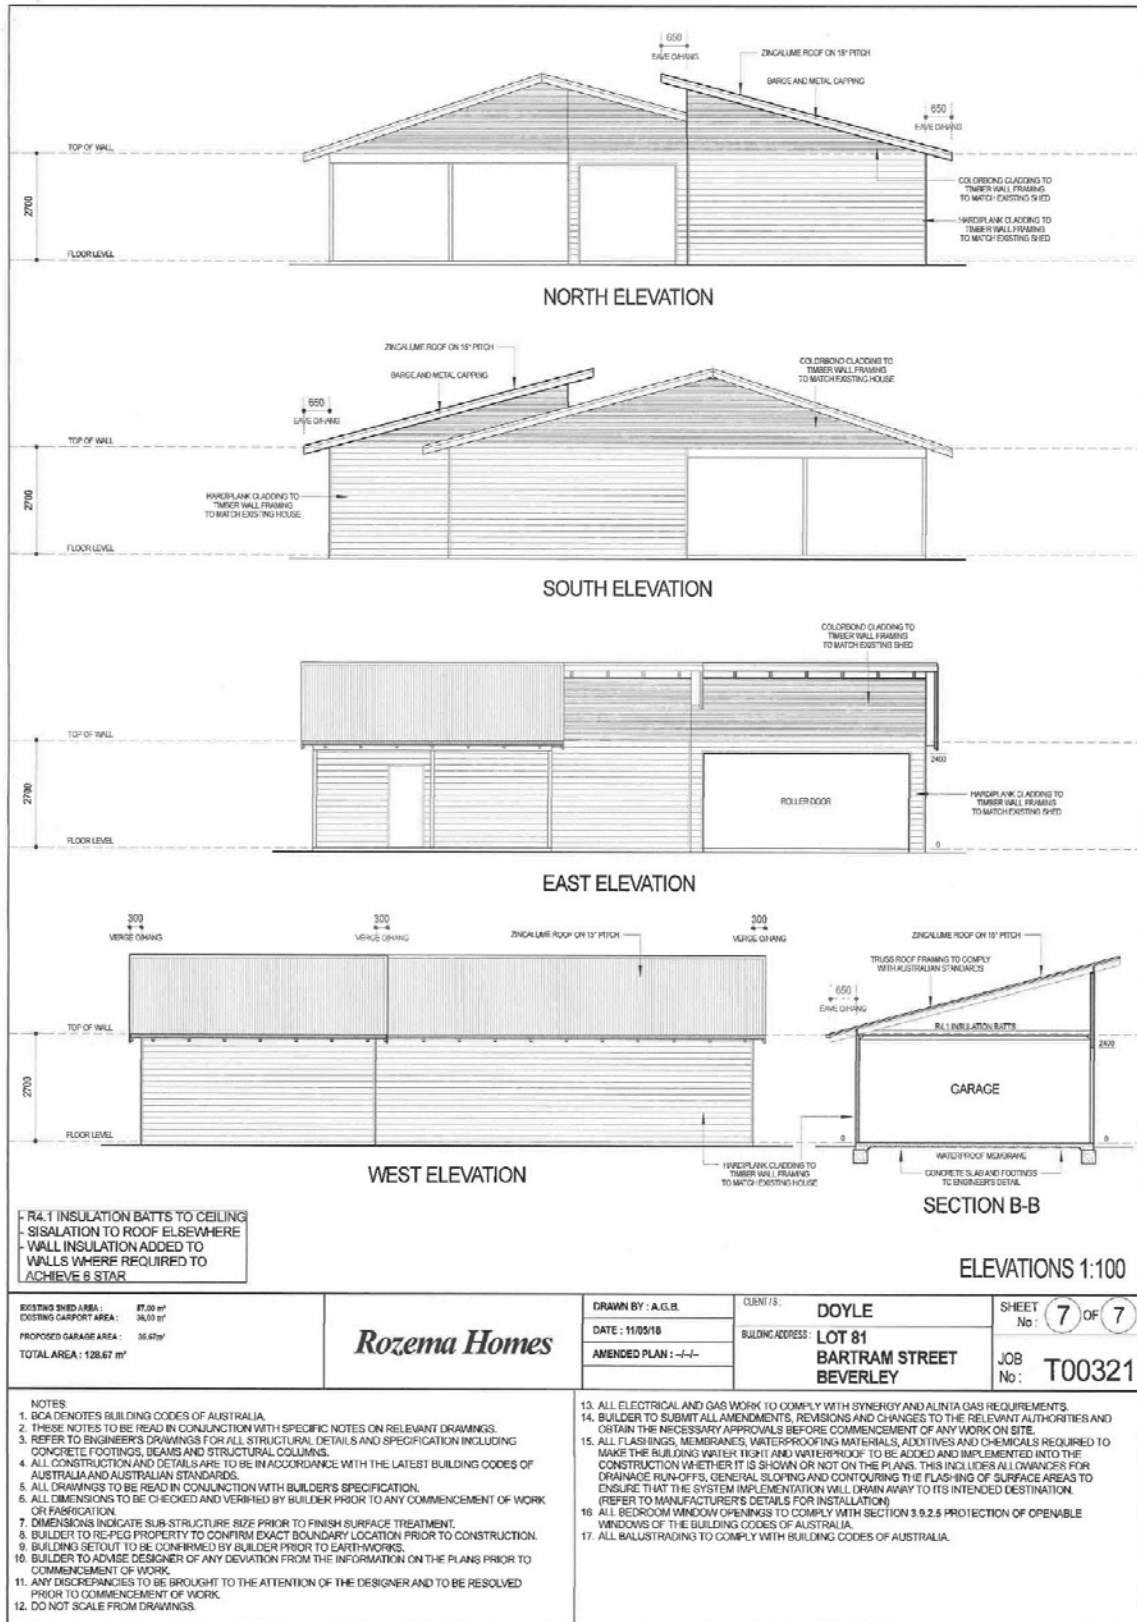 650
EAVE O/HANG
ZINCALUME ROOF ON 15° PITCH
BARGE AND METAL CAPPING
650
EAVE O/HANG
TOP OF WALL
2700
COLORBOND CLADDING TO
TIMBER WALL FRAMING
TO MATCH EXISTING SHED
HARDIPLANK CLADDING TO
TIMBER WALL FRAMING
TO MATCH EXISTING SHED
FLOOR LEVEL
NORTH ELEVATION
ZINCALUME ROOF ON 15° PITCH
BARGE AND METAL CAPPING
COLORBOND CLADDING TO
TIMBER WALL FRAMING
TO MATCH EXISTING HOUSE
650
EAVE O/HANG
TOP OF WALL
2700
HARDIPLANK CLADDING TO
TIMBER WALL FRAMING
TO MATCH EXISTING HOUSE
FLOOR LEVEL
SOUTH ELEVATION
COLORBOND CLADDING TO
TIMBER WALL FRAMING
TO MATCH EXISTING SHED
TOP OF WALL
2400
2700
ROLLER DOOR
HARDIPLANK CLADDING TO
TIMBER WALL FRAMING
TO MATCH EXISTING SHED
FLOOR LEVEL
0
EAST ELEVATION
300
VERGE O/HANG
300
VERGE O/HANG
ZINCALUME ROOF ON 15° PITCH
300
VERGE O/HANG
TOP OF WALL
2700
FLOOR LEVEL
HARDIPLANK CLADDING TO
TIMBER WALL FRAMING
TO MATCH EXISTING HOUSE
WEST ELEVATION
ZINCALUME ROOF ON 15° PITCH
TRUSS ROOF FRAMING TO COMPLY
WITH AUSTRALIAN STANDARDS
650
EAVE O/HANG
R4.1 INSULATION BATTS
2400
GARAGE
0
0
WATERPROOF MEMBRANE
CONCRETE SLAB AND FOOTINGS
TO ENGINEER'S DETAIL
SECTION B-B
- R4.1 INSULATION BATTS TO CEILING
- SISALATION TO ROOF ELSEWHERE
- WALL INSULATION ADDED TO
WALLS WHERE REQUIRED TO
ACHIEVE 6 STAR
ELEVATIONS 1:100
EXISTING SHED AREA : 57.00 m²
EXISTING CARPORT AREA : 36.00 m²
PROPOSED GARAGE AREA : 35.67m²
TOTAL AREA : 128.67 m²
Rozema Homes
DRAWN BY : A.G.B.
DATE : 11/05/18
AMENDED PLAN : --/--/--
CLIENT/S : DOYLE
BUILDING ADDRESS : LOT 81
BARTRAM STREET
BEVERLEY
SHEET No : 7 OF 7
JOB No : T00321
NOTES:
1. BCA DENOTES BUILDING CODES OF AUSTRALIA.
2. THESE NOTES TO BE READ IN CONJUNCTION WITH SPECIFIC NOTES ON RELEVANT DRAWINGS.
3. REFER TO ENGINEER'S DRAWINGS FOR ALL STRUCTURAL DETAILS AND SPECIFICATION INCLUDING
CONCRETE FOOTINGS, BEAMS AND STRUCTURAL COLUMNS.
4. ALL CONSTRUCTION AND DETAILS ARE TO BE IN ACCORDANCE WITH THE LATEST BUILDING CODES OF
AUSTRALIA AND AUSTRALIAN STANDARDS.
5. ALL DRAWINGS TO BE READ IN CONJUNCTION WITH BUILDER'S SPECIFICATION.
6. ALL DIMENSIONS TO BE CHECKED AND VERIFIED BY BUILDER PRIOR TO ANY COMMENCEMENT OF WORK
OR FABRICATION.
7. DIMENSIONS INDICATE SUB-STRUCTURE SIZE PRIOR TO FINISH SURFACE TREATMENT.
8. BUILDER TO RE-PEG PROPERTY TO CONFIRM EXACT BOUNDARY LOCATION PRIOR TO CONSTRUCTION.
9. BUILDING SETOUT TO BE CONFIRMED BY BUILDER PRIOR TO EARTHWORKS.
10. BUILDER TO ADVISE DESIGNER OF ANY DEVIATION FROM THE INFORMATION ON THE PLANS PRIOR TO
COMMENCEMENT OF WORK.
11. ANY DISCREPANCIES TO BE BROUGHT TO THE ATTENTION OF THE DESIGNER AND TO BE RESOLVED
PRIOR TO COMMENCEMENT OF WORK.
12. DO NOT SCALE FROM DRAWINGS.
13. ALL ELECTRICAL AND GAS WORK TO COMPLY WITH SYNERGY AND ALINTA GAS REQUIREMENTS.
14. BUILDER TO SUBMIT ALL AMENDMENTS, REVISIONS AND CHANGES TO THE RELEVANT AUTHORITIES AND
OBTAIN THE NECESSARY APPROVALS BEFORE COMMENCEMENT OF ANY WORK ON SITE.
15. ALL FLASHINGS, MEMBRANES, WATERPROOFING MATERIALS, ADDITIVES AND CHEMICALS REQUIRED TO
MAKE THE BUILDING WATER TIGHT AND WATERPROOF TO BE ADDED AND IMPLEMENTED INTO THE
CONSTRUCTION WHETHER IT IS SHOWN OR NOT ON THE PLANS. THIS INCLUDES ALLOWANCES FOR
DRAINAGE RUN-OFFS, GENERAL SLOPING AND CONTOURING THE FLASHING OF SURFACE AREAS TO
ENSURE THAT THE SYSTEM IMPLEMENTATION WILL DRAIN AWAY TO ITS INTENDED DESTINATION.
(REFER TO MANUFACTURER'S DETAILS FOR INSTALLATION)
16. ALL BEDROOM WINDOW OPENINGS TO COMPLY WITH SECTION 3.9.2.5 PROTECTION OF OPENABLE
WINDOWS OF THE BUILDING CODES OF AUSTRALIA.
17. ALL BALUSTRADING TO COMPLY WITH BUILDING CODES OF AUSTRALIA.